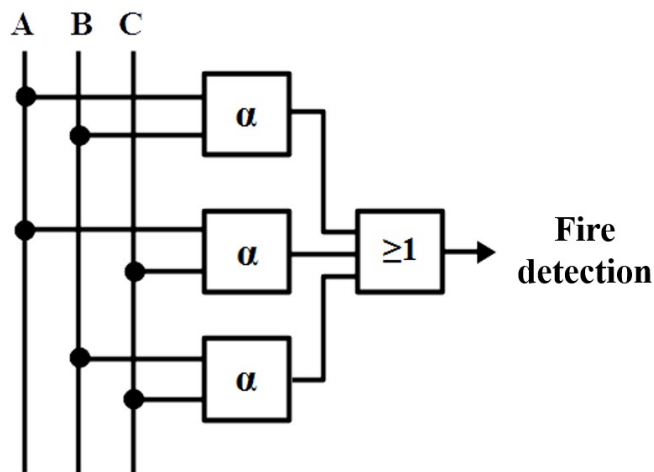 A B C
α
α
≥1
α
Fire
detection